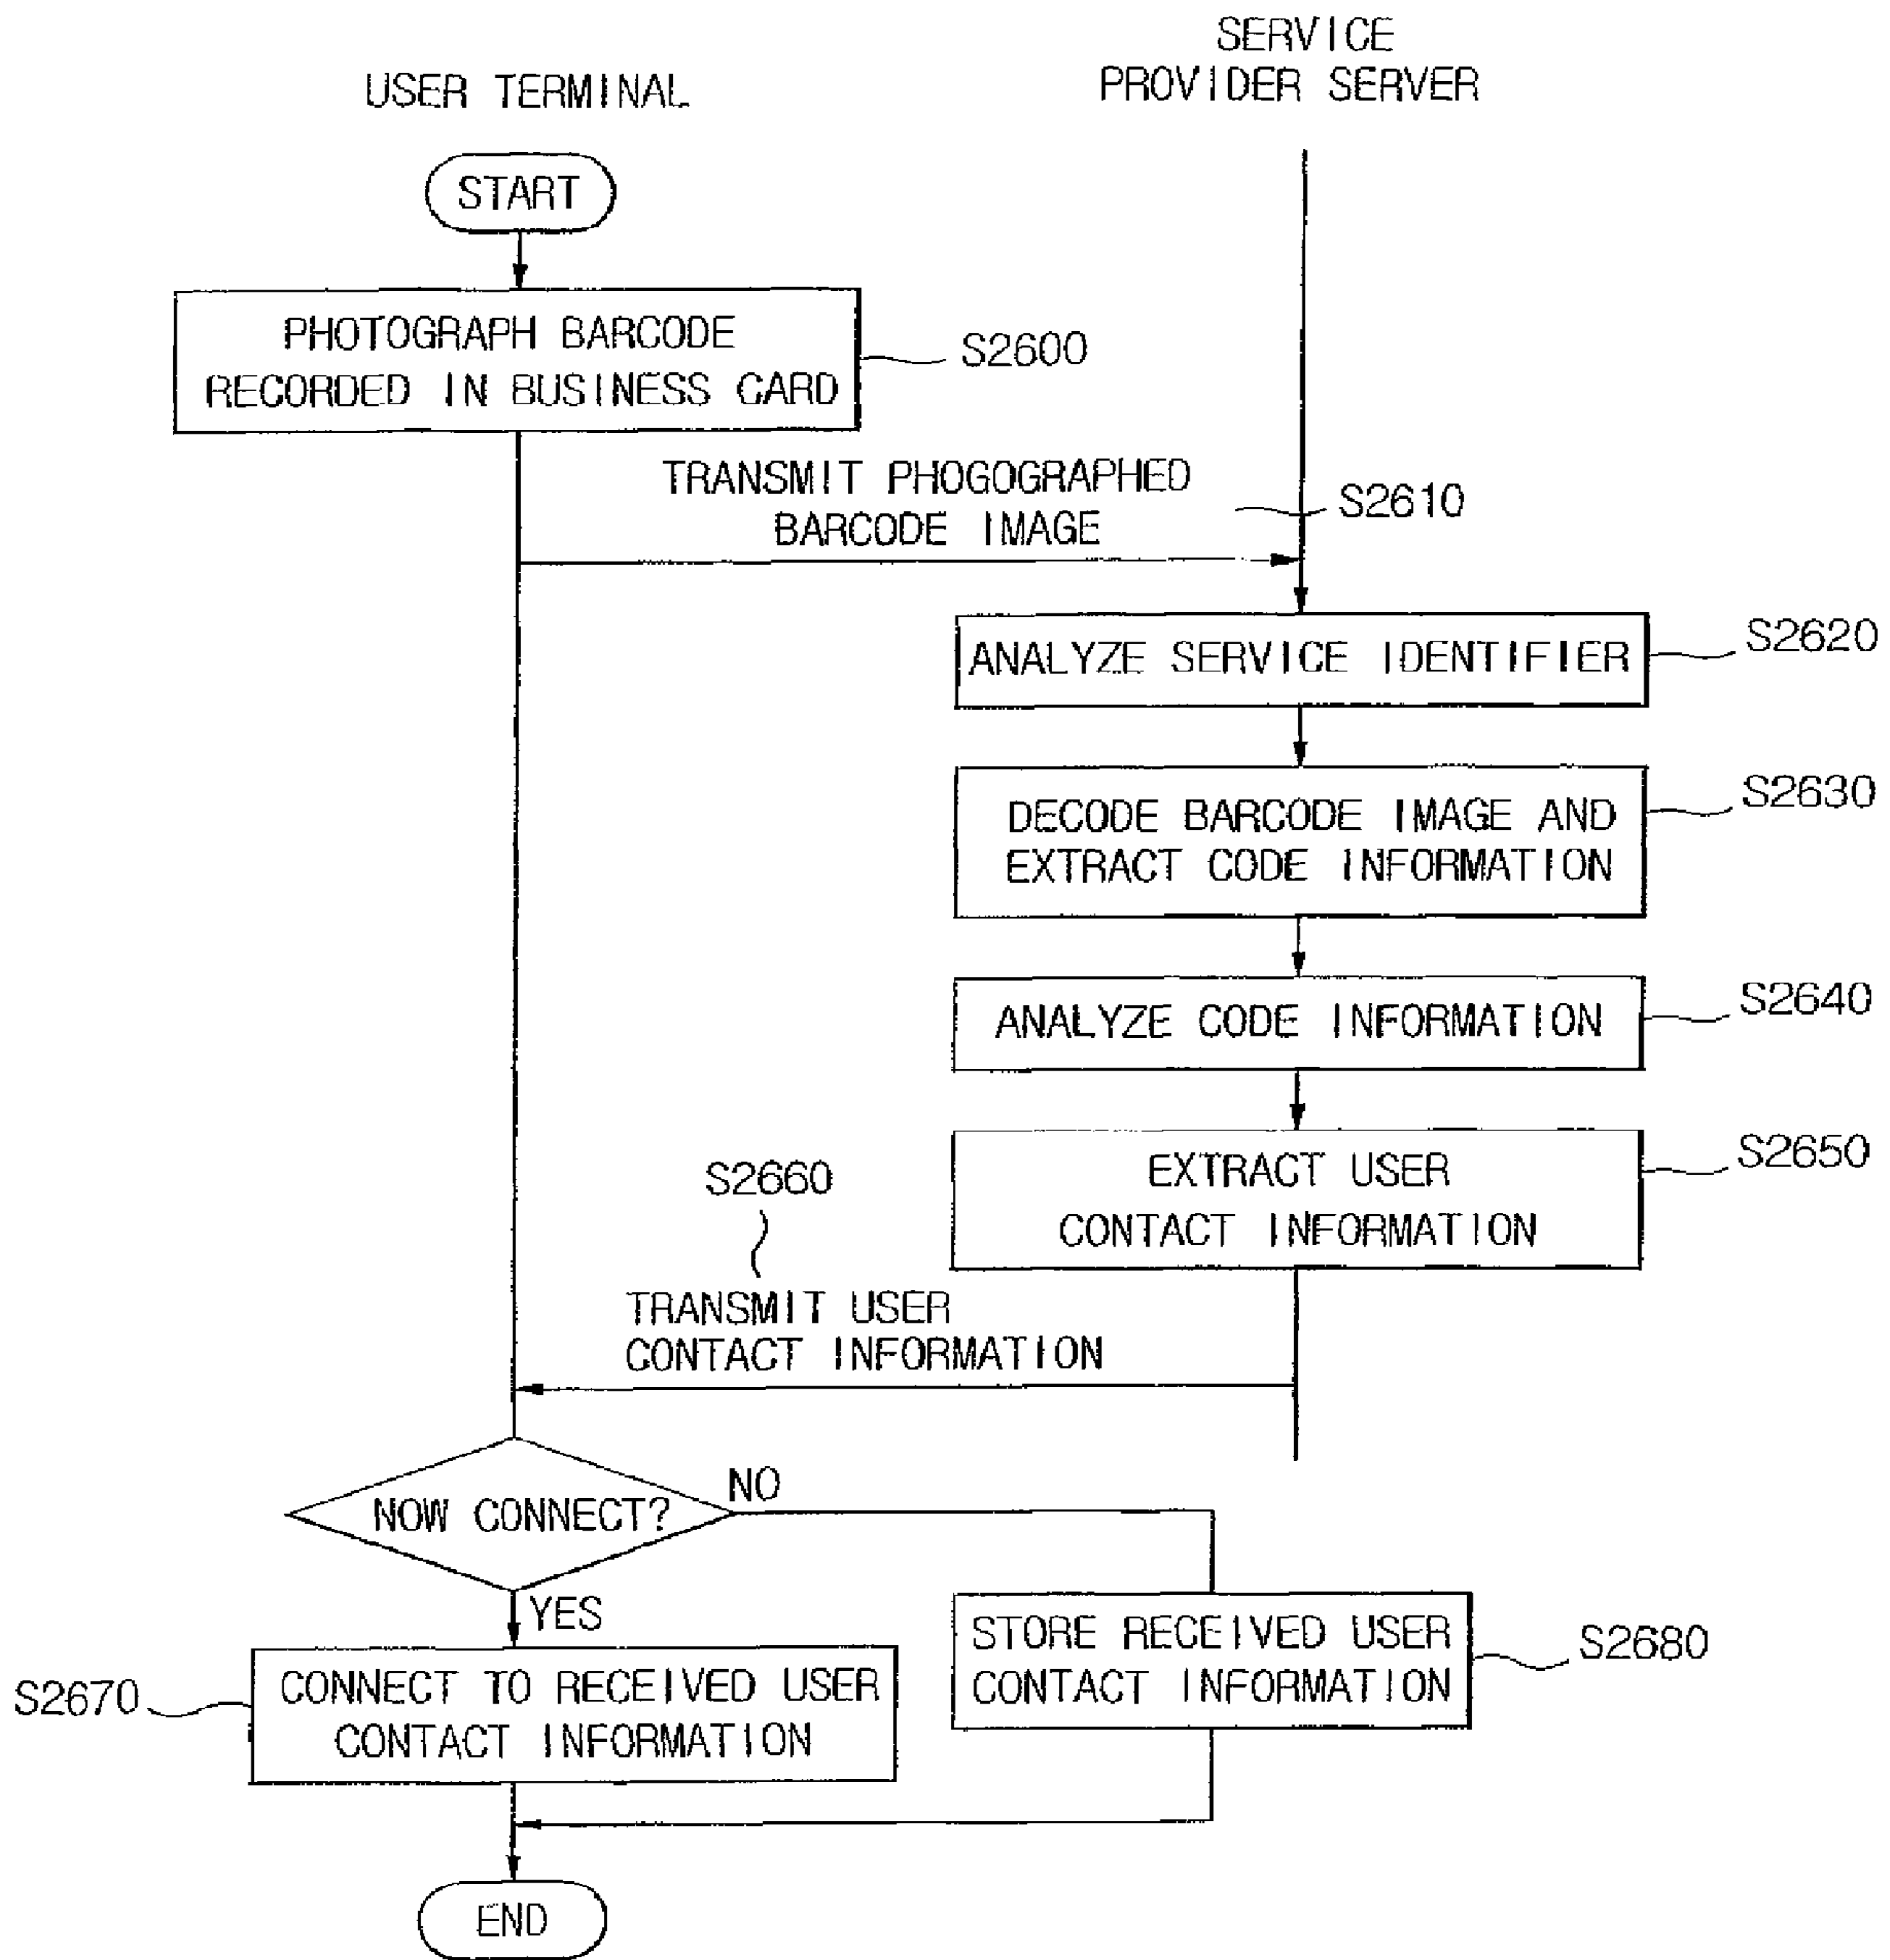 USER TERMINAL
SERVICE
PROVIDER SERVER
START
PHOTOGRAPH BARCODE
RECORDED IN BUSINESS CARD
S2600
TRANSMIT PHOGOGRAPHED
BARCODE IMAGE
S2610
ANALYZE SERVICE IDENTIFIER
S2620
DECODE BARCODE IMAGE AND
EXTRACT CODE INFORMATION
S2630
ANALYZE CODE INFORMATION
S2640
EXTRACT USER
CONTACT INFORMATION
S2650
S2660
TRANSMIT USER
CONTACT INFORMATION
NOW CONNECT?
NO
YES
STORE RECEIVED USER
CONTACT INFORMATION
S2680
S2670
CONNECT TO RECEIVED USER
CONTACT INFORMATION
END